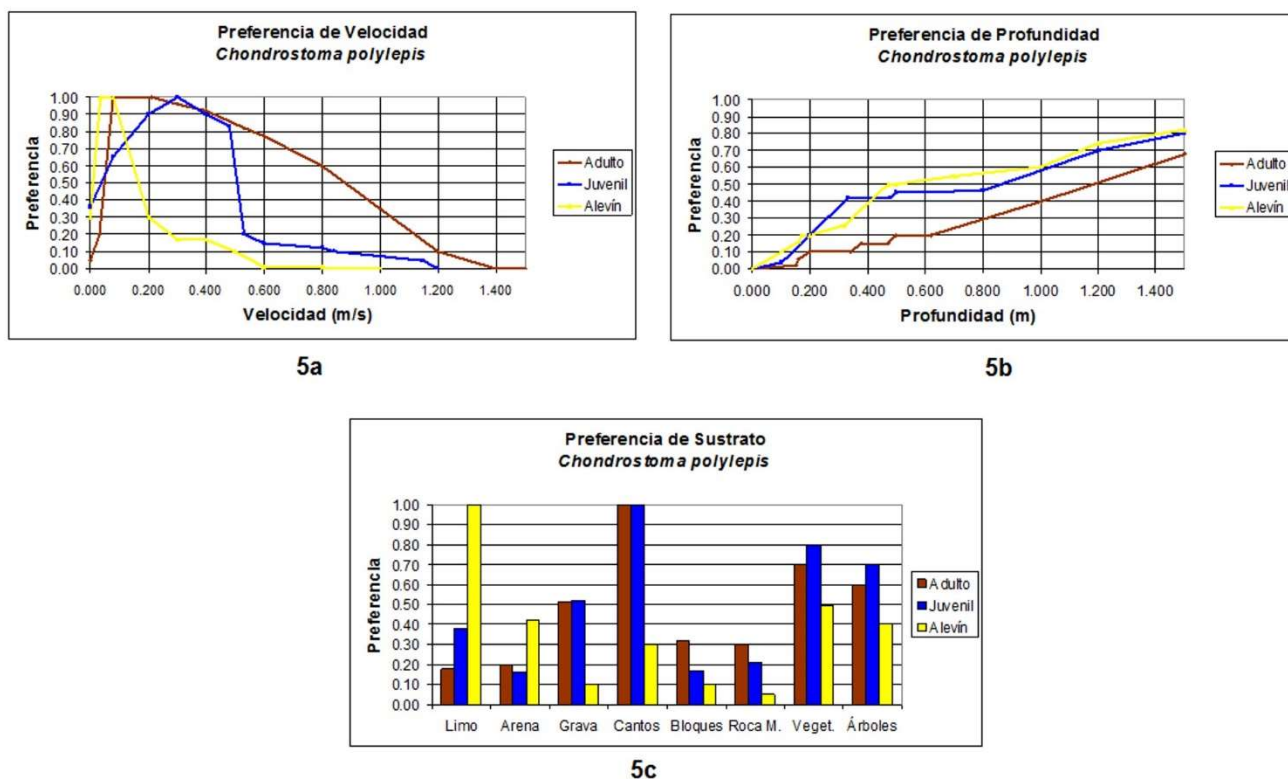 Preferencia de Velocidad
Chondrostoma polylepis
Preferencia
1.00
0.90
0.80
0.70
0.60
0.50
0.40
0.30
0.20
0.10
0.00
0.000 0.200 0.400 0.600 0.800 1.000 1.200 1.400
Velocidad (m/s)
Adulto
Juvenil
Alevín
5a
Preferencia de Profundidad
Chondrostoma polylepis
Preferencia
1.00
0.90
0.80
0.70
0.60
0.50
0.40
0.30
0.20
0.10
0.00
0.000 0.200 0.400 0.600 0.800 1.000 1.200 1.400
Profundidad (m)
Adulto
Juvenil
Alevín
5b
Preferencia de Sustrato
Chondrostoma polylepis
Preferencia
1.00
0.90
0.80
0.70
0.60
0.50
0.40
0.30
0.20
0.10
0.00
Limo Arena Grava Cantos Bloques Roca M. Veget. Árboles
Adulto
Juvenil
Alevín
5c